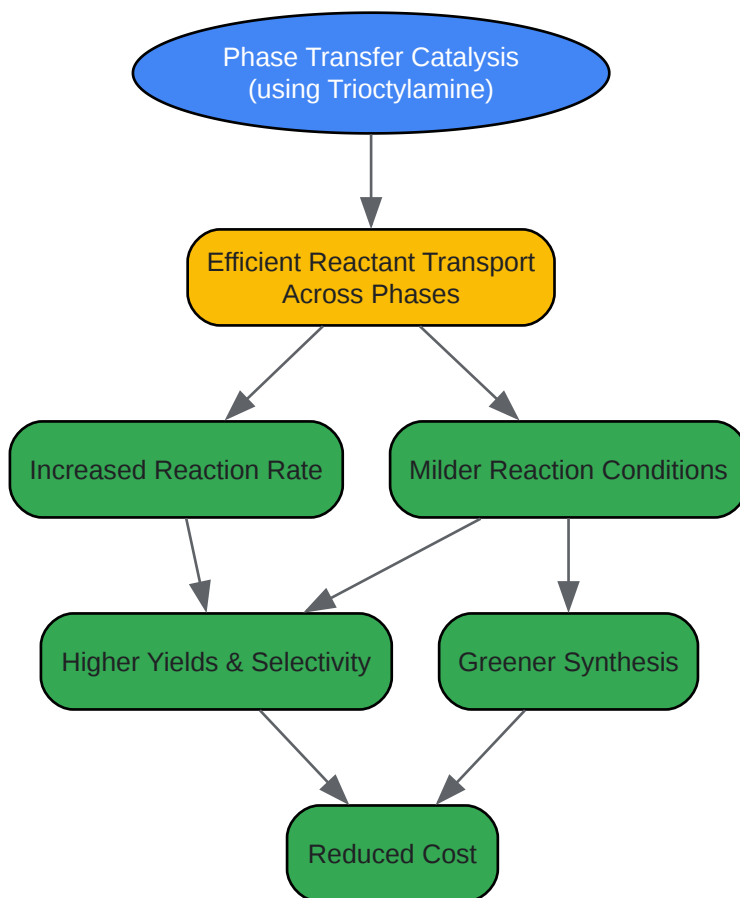 Phase Transfer Catalysis
(using Trioctylamine)
Efficient Reactant Transport
Across Phases
Increased Reaction Rate
Milder Reaction Conditions
Higher Yields & Selectivity
Greener Synthesis
Reduced Cost